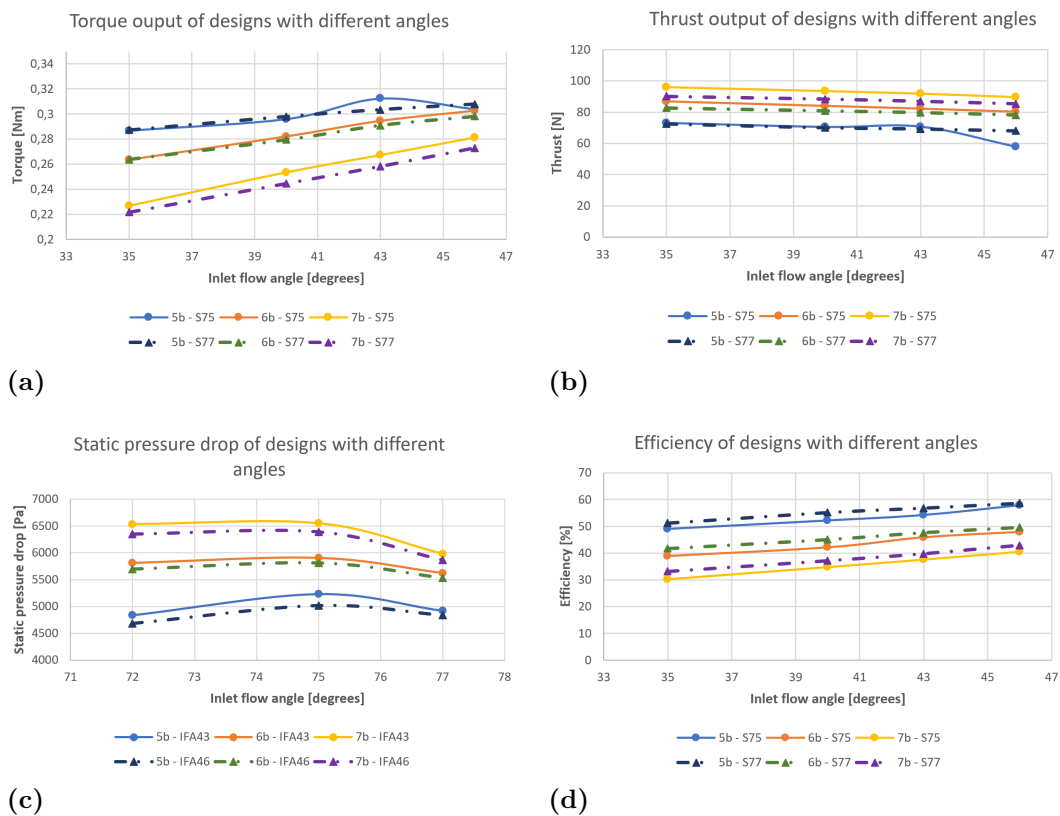 Torque ouput of designs with different angles
0,34
0,32
0,3
0,28
0,26
0,24
0,22
0,2
Torque [Nm]
33 35 37 39 41 43 45 47
Inlet flow angle [degrees]
5b - S75 6b - S75 7b - S75
5b - S77 6b - S77 7b - S77
(a)
Thrust output of designs with different angles
120
100
80
60
40
20
0
Thrust [N]
33 35 37 39 41 43 45 47
Inlet flow angle [degrees]
5b - S75 6b - S75 7b - S75
5b - S77 6b - S77 7b - S77
(b)
Static pressure drop of designs with different
angles
7000
6500
6000
5500
5000
4500
4000
Static pressure drop [Pa]
71 72 73 74 75 76 77 78
Inlet flow angle [degrees]
5b - IFA43 6b - IFA43 7b - IFA43
5b - IFA46 6b - IFA46 7b - IFA46
(c)
Efficiency of designs with different angles
70
60
50
40
30
20
10
0
Efficiency [%]
33 35 37 39 41 43 45 47
Inlet flow angle [degrees]
5b - S75 6b - S75 7b - S75
5b - S77 6b - S77 7b - S77
(d)